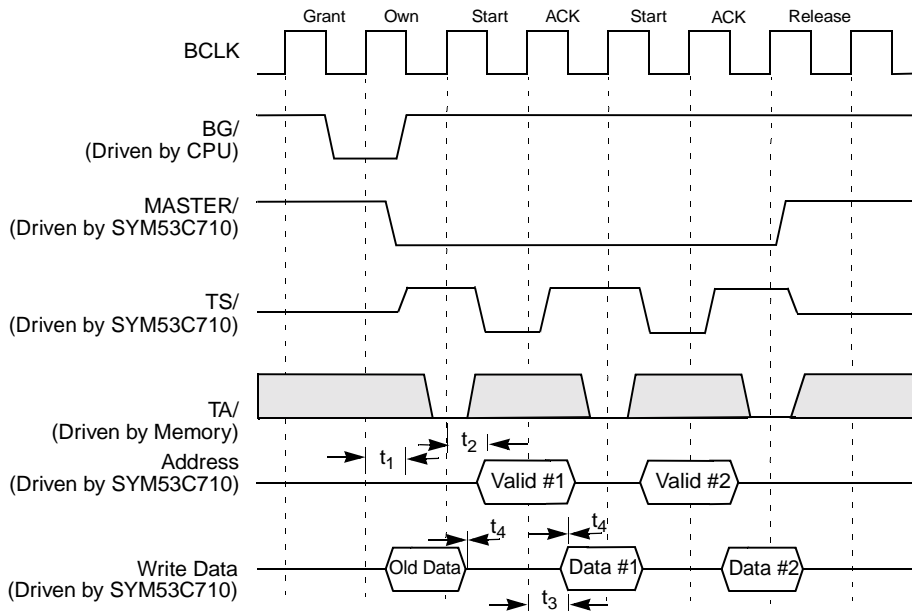 Grant Own Start ACK Start ACK Release
BCLK
BG/
(Driven by CPU)
MASTER/
(Driven by SYM53C710)
TS/
(Driven by SYM53C710)
TA/
(Driven by Memory)
t1 t2
Address
(Driven by SYM53C710)
Valid #1 Valid #2
t4 t4
Write Data
(Driven by SYM53C710)
Old Data Data #1 Data #2
t3